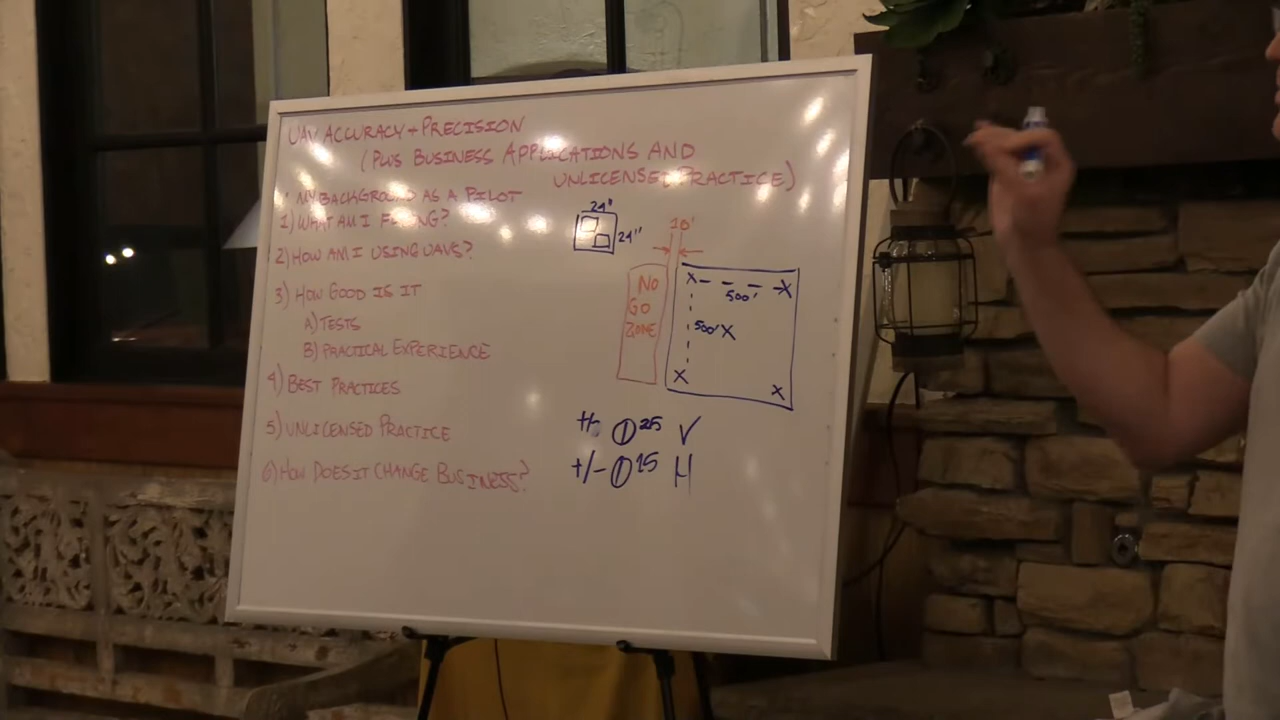 UAV ACCURACY + PRECISION
(PLUS BUSINESS APPLICATIONS AND
UNLICENSED PRACTICE)
MY BACKGROUND AS A PILOT
1) WHAT AM I FLYING?
2) HOW AM I USING UAVS?
3) HOW GOOD IS IT
A) TESTS
B) PRACTICAL EXPERIENCE
4) BEST PRACTICES
5) UNLICENSED PRACTICE
6) HOW DOES IT CHANGE BUSINESS?
24"
24"
10'
NO
GO
ZONE
X - - - X
500'
500' X
X X
+/- 0 25 V
+/- 0 15 H